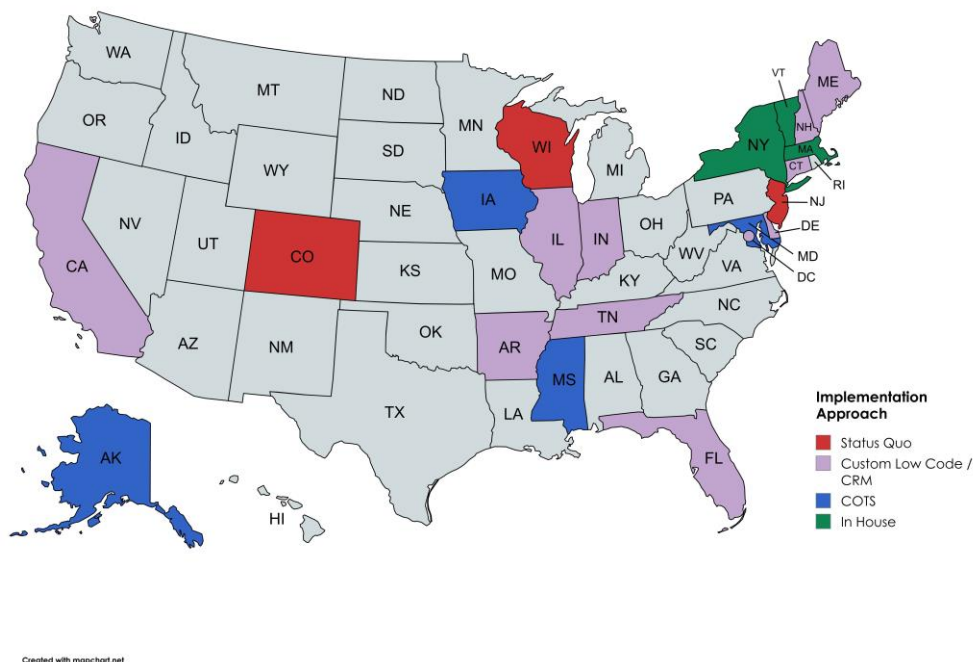 WA
MT
ND
MN
VT
ME
OR
ID
SD
WI
NH
NY
MA
WY
MI
CT
RI
IA
PA
NJ
NE
NV
OH
DE
UT
IL
IN
MD
CO
WV
CA
VA
DC
KS
MO
KY
NC
TN
OK
AZ
NM
AR
SC
MS
AL
GA
TX
LA
FL
AK
HI
Implementation
Approach
Status Quo
Custom Low Code /
CRM
COTS
In House
Created with mapchart.net